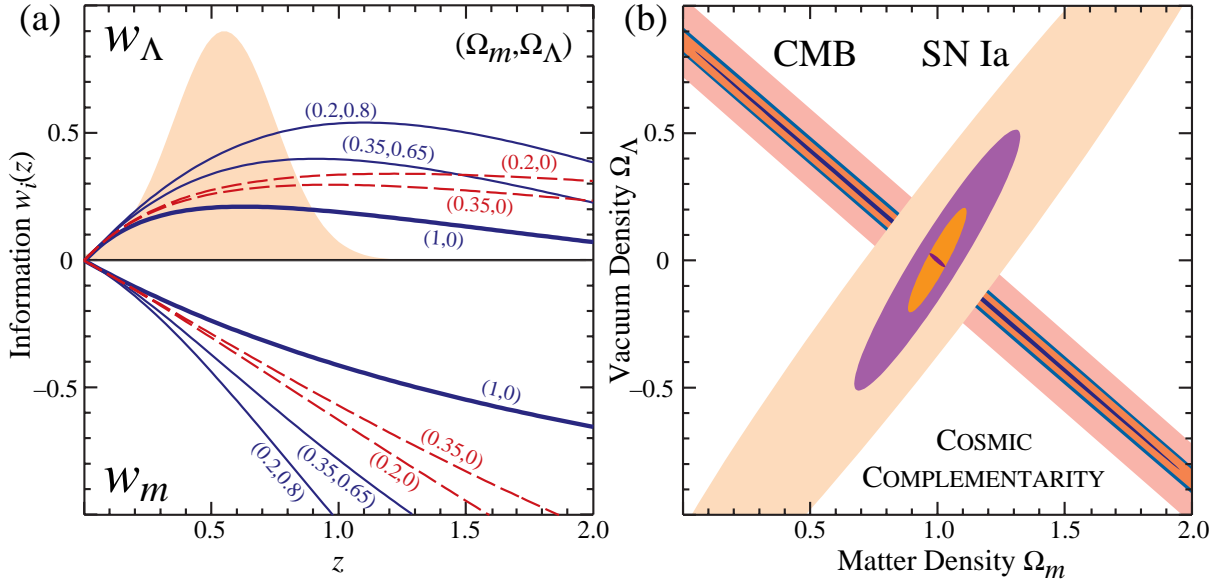 (a)
w_Λ
(Ω_m,Ω_Λ)
(0.2,0.8)
(0.35,0.65)
(0.2,0)
(0.35,0)
(1,0)
(1,0)
(0.35,0)
(0.2,0)
(0.35,0.65)
(0.2,0.8)
w_m
0.5
0
–0.5
Information w_i(z)
0.5
1.0
1.5
2.0
z
(b)
CMB
SN Ia
COSMIC
COMPLEMENTARITY
0.5
0
–0.5
Vacuum Density Ω_Λ
0.5
1.0
1.5
2.0
Matter Density Ω_m